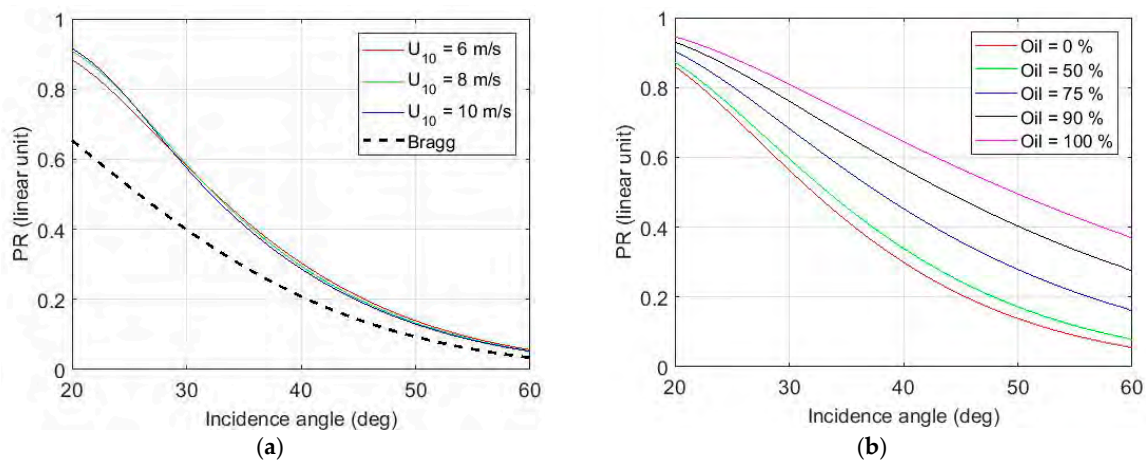 1
0.8
0.6
0.4
0.2
0
PR (linear unit)
U10 = 6 m/s
U10 = 8 m/s
U10 = 10 m/s
Bragg
20 30 40 50 60
Incidence angle (deg)
(a)
1
0.8
0.6
0.4
0.2
0
PR (linear unit)
Oil = 0 %
Oil = 50 %
Oil = 75 %
Oil = 90 %
Oil = 100 %
20 30 40 50 60
Incidence angle (deg)
(b)